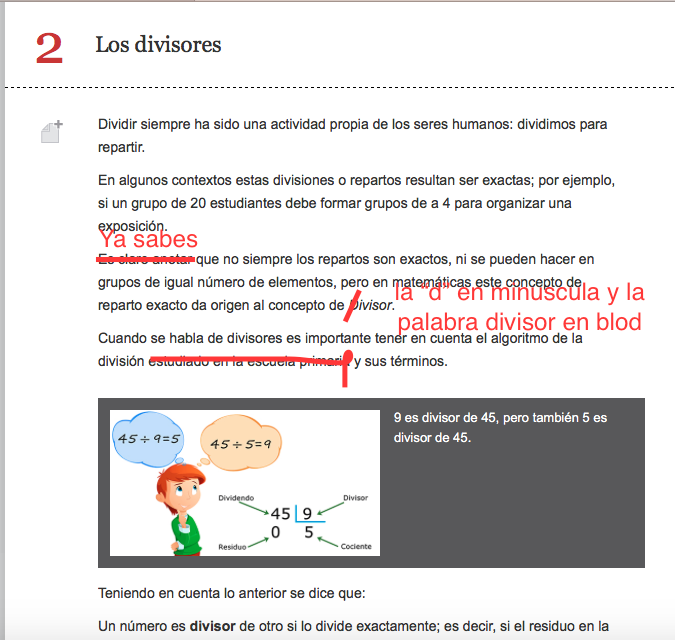 2 Los divisores
Dividir siempre ha sido una actividad propia de los seres humanos: dividimos para
repartir.
En algunos contextos estas divisiones o repartos resultan ser exactas; por ejemplo,
si un grupo de 20 estudiantes debe formar grupos de a 4 para organizar una
exposición.
Ya sabes
Es claro anotar que no siempre los repartos son exactos, ni se pueden hacer en
grupos de igual número de elementos, pero en matemáticas este concepto de
la "d" en minuscula y la
reparto exacto da origen al concepto de Divisor.
palabra divisor en blod
Cuando se habla de divisores es importante tener en cuenta el algoritmo de la
división estudiado en la escuela primaria y sus términos.
45 ÷ 9=5
45 ÷ 5=9
Dividendo
Divisor
45 9
0 5
Residuo
Cociente
9 es divisor de 45, pero también 5 es
divisor de 45.
Teniendo en cuenta lo anterior se dice que:
Un número es divisor de otro si lo divide exactamente; es decir, si el residuo en la